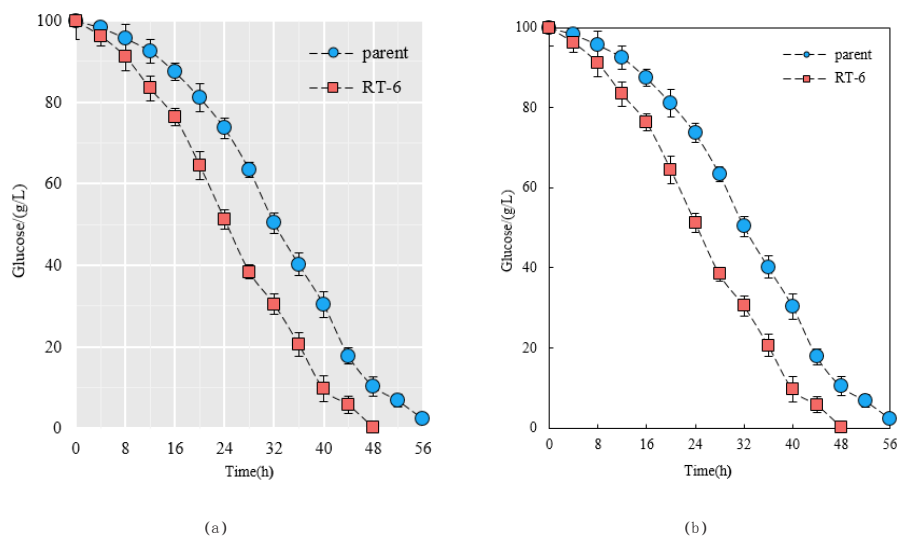 100
80
60
40
20
0
Glucose/(g/L)
parent
RT-6
0 8 16 24 32 40 48 56
Time(h)
(a)
100
80
60
40
20
0
Glucose/(g/L)
parent
RT-6
0 8 16 24 32 40 48 56
Time(h)
(b)